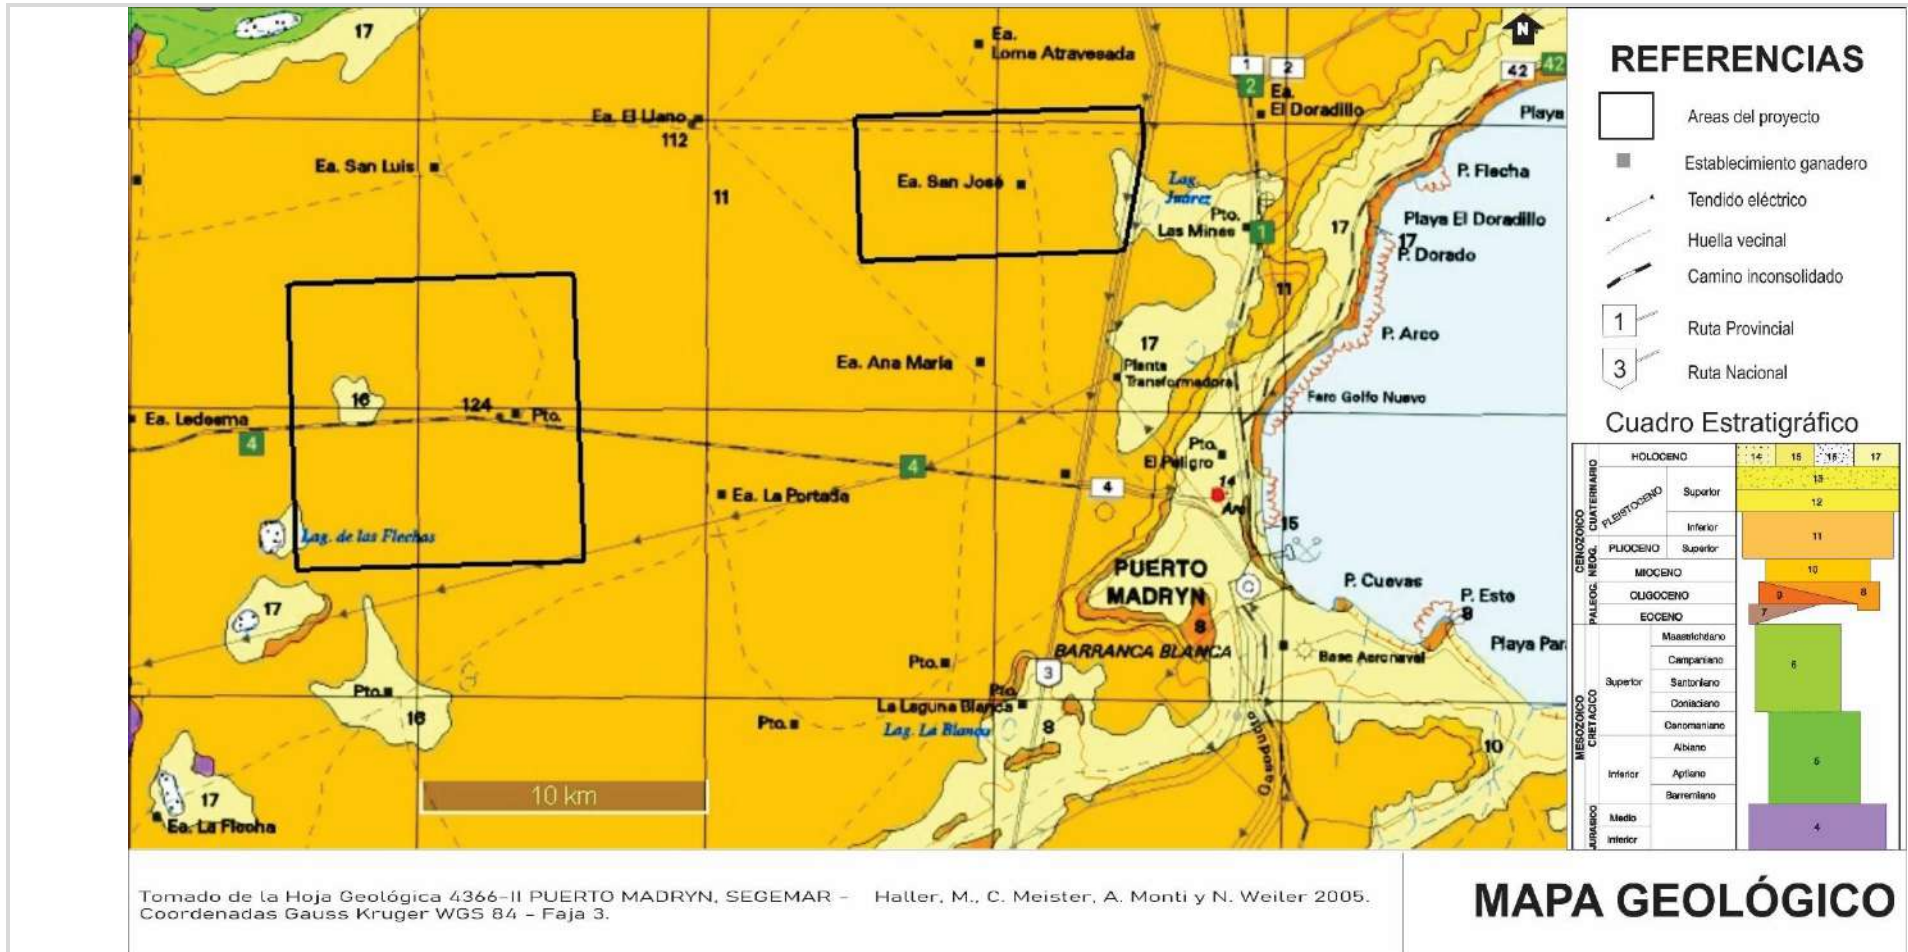 17
Ea.
Loma Atravesada
1
2
2
42
42
N
Ea.
El Doradillo
Playa
Ea. El Llano
112
Ea. San Luis
Ea. San José
11
Lag.
Juárez
Pto.
Las Minas
1
P. Flecha
Playa El Doradillo
17
17
P. Dorado
11
P. Arco
Ea. Ana María
17
Planta
Transformadora
Faro Golfo Nuevo
16
124
Pto.
Ea. Ledesma
4
4
4
Pto.
El Peligro
14
Arc
15
Ea. La Portada
Lag. de las Flechas
PUERTO
MADRYN
C
P. Cuevas
P. Este
8
8
17
BARRANCA BLANCA
Base Aeronaval
Playa Par
Pto.
3
Pto.
16
Pto.
La Laguna Blanca
Lag. La Blanca
8
Pto.
Gasoducto
10
17
Ea. La Flecha
10 km
REFERENCIAS
Areas del proyecto
Establecimiento ganadero
Tendido eléctrico
Huella vecinal
Camino inconsolidado
1
Ruta Provincial
3
Ruta Nacional
Cuadro Estratigráfico
CENOZOICO
CUATERNARIO
HOLOCENO
14
15
16
17
PLEISTOCENO
Superior
13
12
Inferior
11
NEOG.
PLIOCENO
Superior
MIOCENO
10
PALEOG.
OLIGOCENO
9
8
EOCENO
7
MESOZOICO
CRETACICO
Superior
Maastrichtiano
Campaniano
Santoniano
Coniaciano
6
Cenomaniano
Inferior
Albiano
Aptiano
Barremiano
5
JURASICO
Medio
Inferior
4
Tomado de la Hoja Geológica 4366-II PUERTO MADRYN, SEGEMAR - Haller, M., C. Meister, A. Monti y N. Weiler 2005.
Coordenadas Gauss Kruger WGS 84 - Faja 3.
MAPA GEOLÓGICO